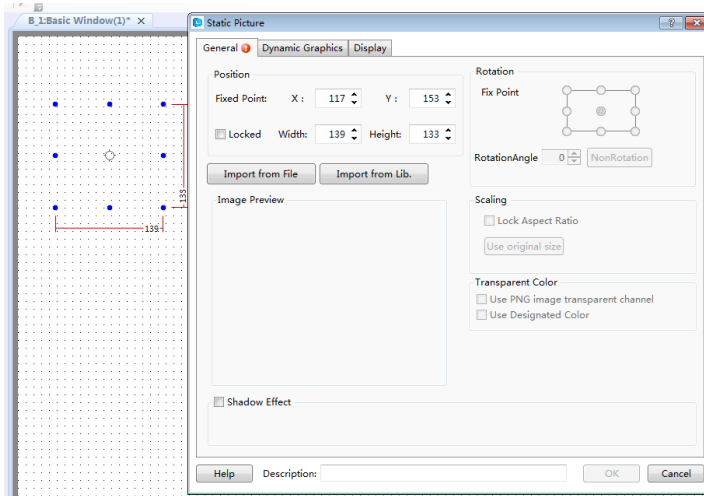 B_1:Basic Window(1)* X
Static Picture
General Dynamic Graphics Display
Position
Fixed Point: X : 117 Y : 153
Locked Width: 139 Height: 133
Import from File Import from Lib.
Image Preview
Rotation
Fix Point
RotationAngle 0 NonRotation
Scaling
Lock Aspect Ratio
Use original size
Transparent Color
Use PNG image transparent channel
Use Designated Color
Shadow Effect
Help Description: OK Cancel
133
139